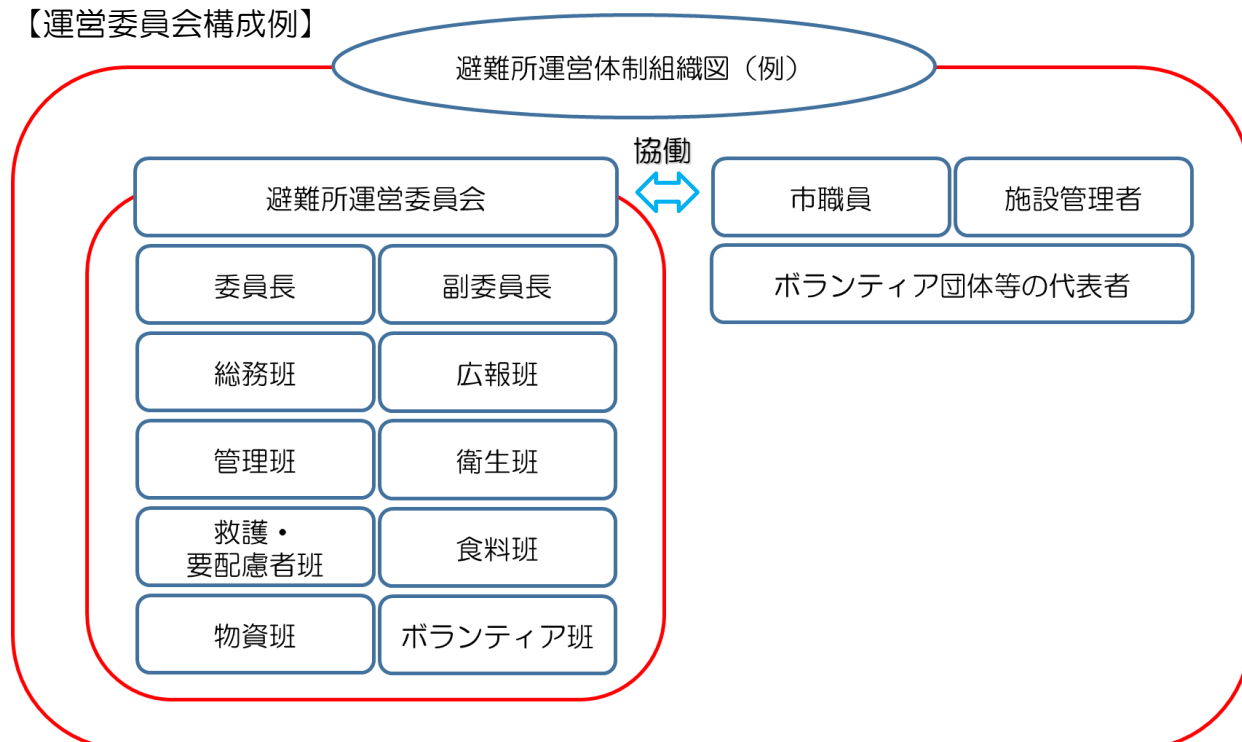 【運営委員会構成例】
避難所運営体制組織図（例）
協働
避難所運営委員会
市職員
施設管理者
委員長
副委員長
ボランティア団体等の代表者
総務班
広報班
管理班
衛生班
救護・
要配慮者班
食料班
物資班
ボランティア班